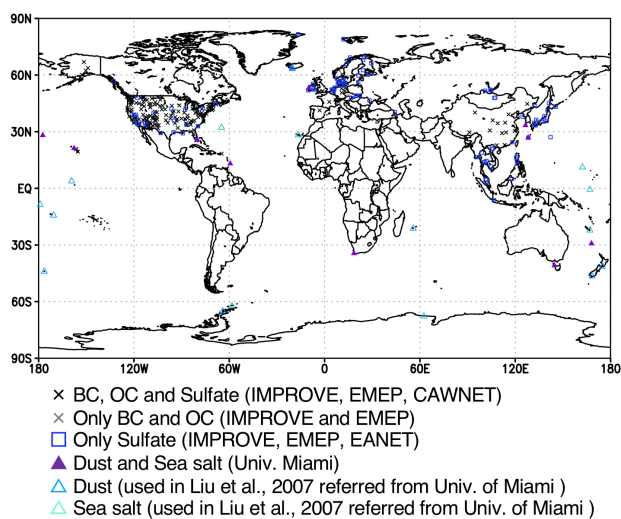 90N
60N
30N
EQ
30S
60S
90S
180 120W 60W 0 60E 120E 180
BC, OC and Sulfate (IMPROVE, EMEP, CAWNET)
Only BC and OC (IMPROVE and EMEP)
Only Sulfate (IMPROVE, EMEP, EANET)
Dust and Sea salt (Univ. Miami)
Dust (used in Liu et al., 2007 referred from Univ. of Miami )
Sea salt (used in Liu et al., 2007 referred from Univ. of Miami )